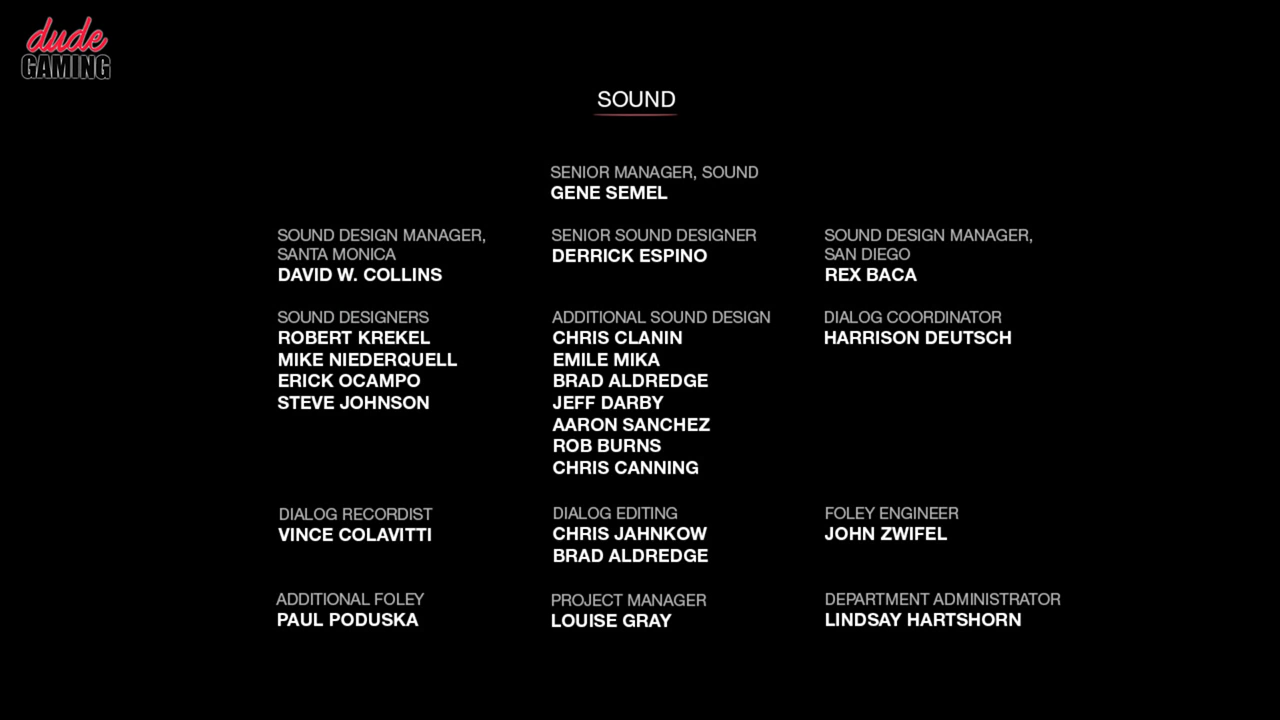 dude
GAMING
SOUND
SENIOR MANAGER, SOUND
GENE SEMEL
SOUND DESIGN MANAGER,
SANTA MONICA
DAVID W. COLLINS
SENIOR SOUND DESIGNER
DERRICK ESPINO
SOUND DESIGN MANAGER,
SAN DIEGO
REX BACA
SOUND DESIGNERS
ROBERT KREKEL
MIKE NIEDERQUELL
ERICK OCAMPO
STEVE JOHNSON
ADDITIONAL SOUND DESIGN
CHRIS CLANIN
EMILE MIKA
BRAD ALDREDGE
JEFF DARBY
AARON SANCHEZ
ROB BURNS
CHRIS CANNING
DIALOG COORDINATOR
HARRISON DEUTSCH
DIALOG RECORDIST
VINCE COLAVITTI
DIALOG EDITING
CHRIS JAHNKOW
BRAD ALDREDGE
FOLEY ENGINEER
JOHN ZWIFEL
ADDITIONAL FOLEY
PAUL PODUSKA
PROJECT MANAGER
LOUISE GRAY
DEPARTMENT ADMINISTRATOR
LINDSAY HARTSHORN